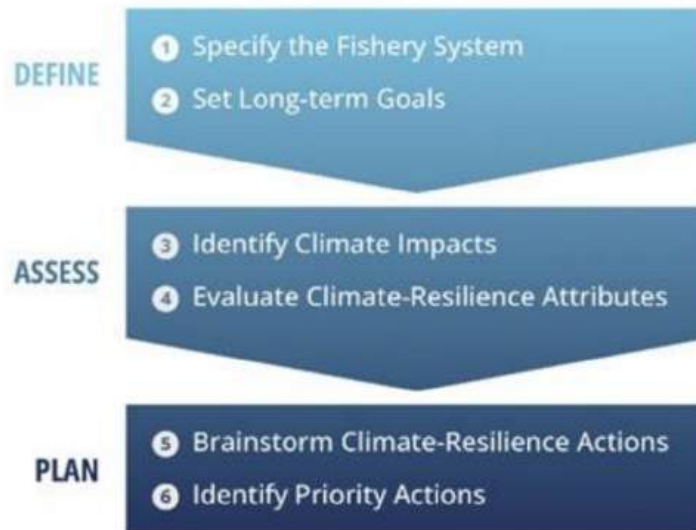 DEFINE
1 Specify the Fishery System
2 Set Long-term Goals
ASSESS
3 Identify Climate Impacts
4 Evaluate Climate-Resilience Attributes
PLAN
5 Brainstorm Climate-Resilience Actions
6 Identify Priority Actions